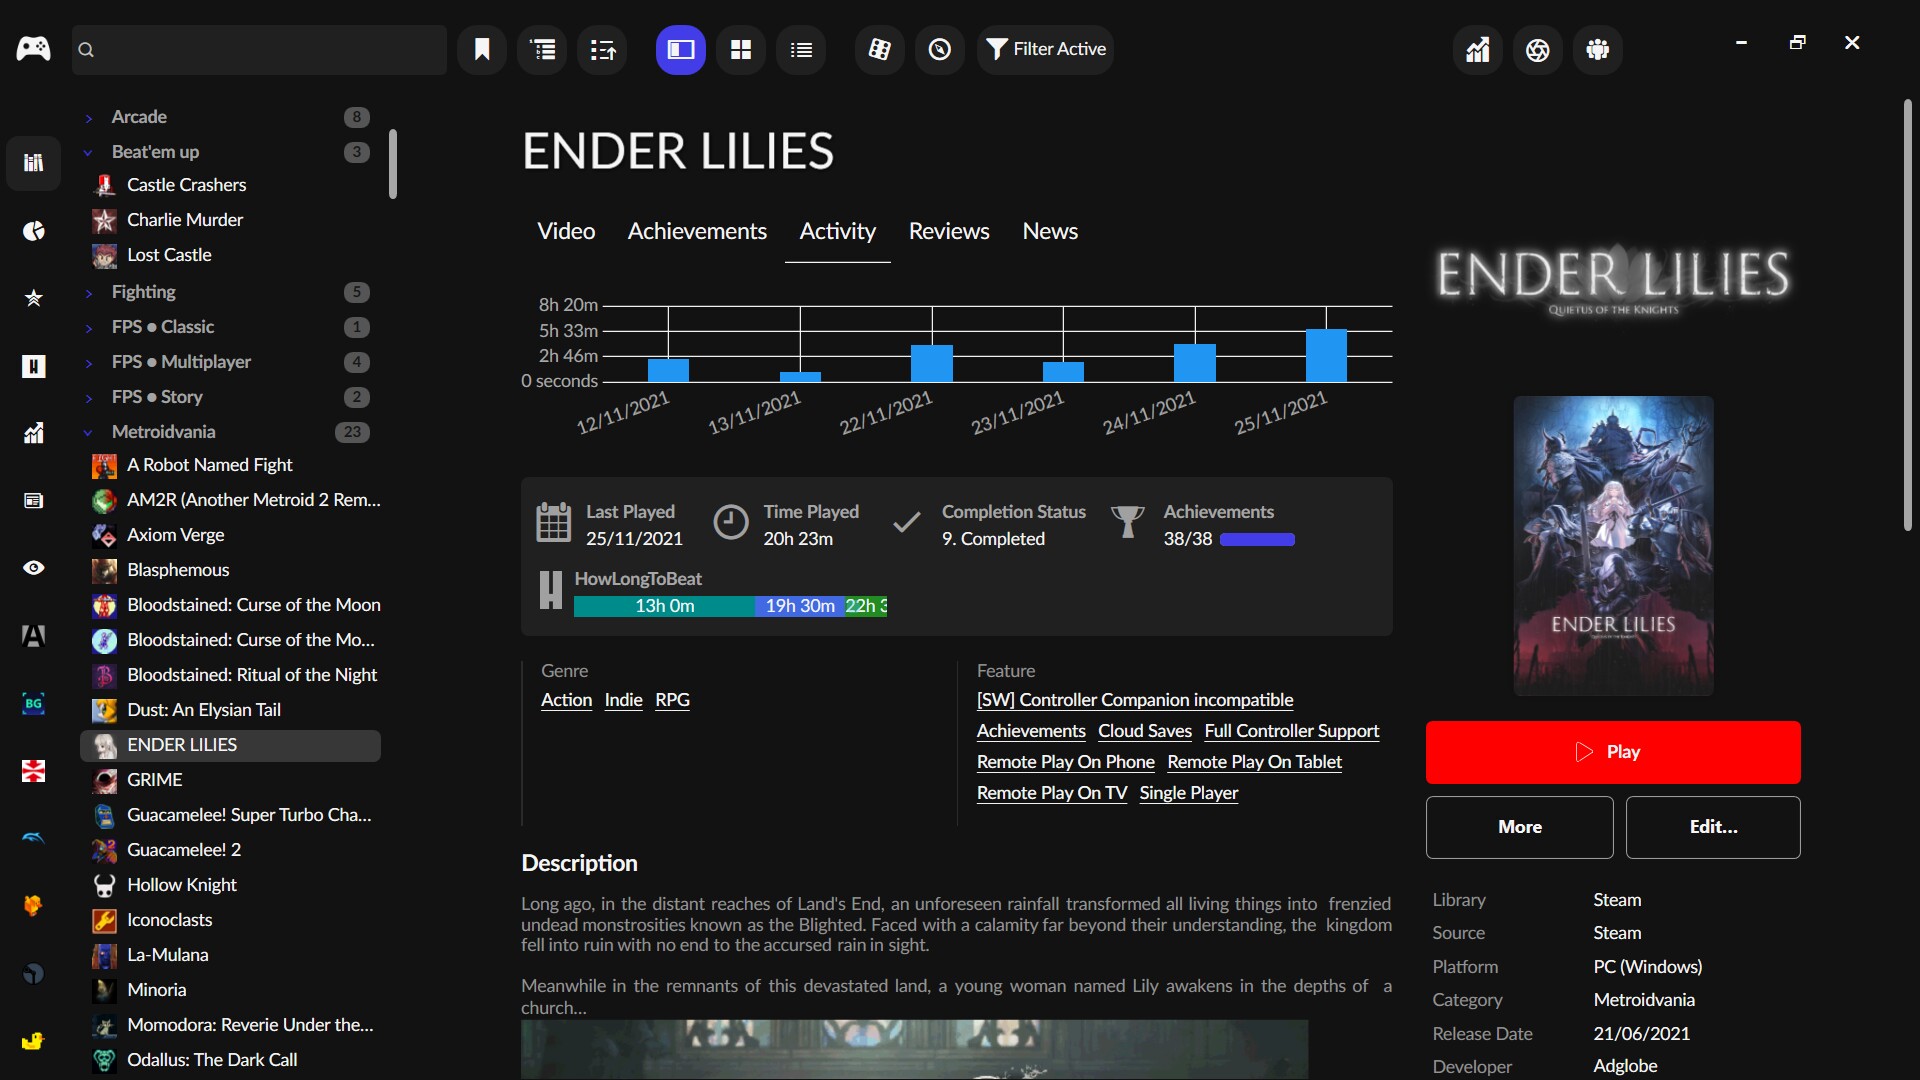 Filter Active
Arcade 8
Beat'em up 3
Castle Crashers
Charlie Murder
Lost Castle
Fighting 5
FPS ● Classic 1
FPS ● Multiplayer 4
FPS ● Story 2
Metroidvania 23
A Robot Named Fight
AM2R (Another Metroid 2 Rem...
Axiom Verge
Blasphemous
Bloodstained: Curse of the Moon
Bloodstained: Curse of the Mo...
Bloodstained: Ritual of the Night
Dust: An Elysian Tail
ENDER LILIES
GRIME
Guacamelee! Super Turbo Cha...
Guacamelee! 2
Hollow Knight
Iconoclasts
La-Mulana
Minoria
Momodora: Reverie Under the...
Odallus: The Dark Call
BG
ENDER LILIES
Video Achievements Activity Reviews News
8h 20m
5h 33m
2h 46m
0 seconds
12/11/2021 13/11/2021 22/11/2021 23/11/2021 24/11/2021 25/11/2021
Last Played
25/11/2021
Time Played
20h 23m
Completion Status
9. Completed
Achievements
38/38
HowLongToBeat
13h 0m 19h 30m 22h 3
Genre
Action Indie RPG
Feature
[SW] Controller Companion incompatible
Achievements Cloud Saves Full Controller Support
Remote Play On Phone Remote Play On Tablet
Remote Play On TV Single Player
Description
Long ago, in the distant reaches of Land's End, an unforeseen rainfall transformed all living things into frenzied
undead monstrosities known as the Blighted. Faced with a calamity far beyond their understanding, the kingdom
fell into ruin with no end to the accursed rain in sight.
Meanwhile in the remnants of this devastated land, a young woman named Lily awakens in the depths of a
church...
ENDER LILIES
QUIETUS OF THE KNIGHTS
ENDER LILIES
Play
More
Edit...
Library Steam
Source Steam
Platform PC (Windows)
Category Metroidvania
Release Date 21/06/2021
Developer Adglobe